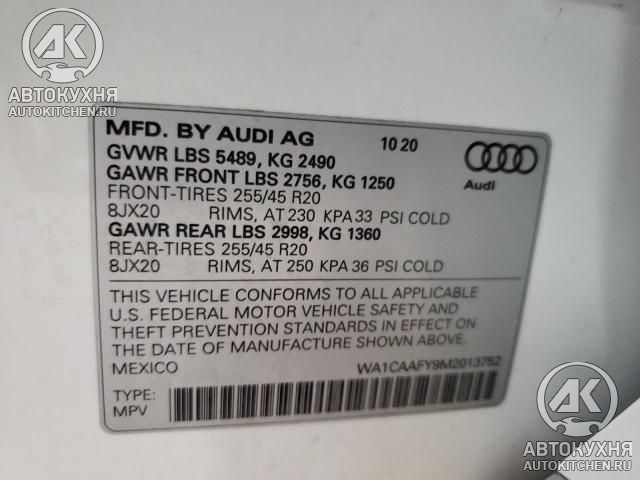 AK
АВТОКУХНЯ
AUTOKITCHEN.RU
MFD. BY AUDI AG 10 20
GVWR LBS 5489, KG 2490
GAWR FRONT LBS 2756, KG 1250
FRONT-TIRES 255/45 R20
8JX20 RIMS, AT 230 KPA 33 PSI COLD
GAWR REAR LBS 2998, KG 1360
REAR-TIRES 255/45 R20
8JX20 RIMS, AT 250 KPA 36 PSI COLD
Audi
THIS VEHICLE CONFORMS TO ALL APPLICABLE
U.S. FEDERAL MOTOR VEHICLE SAFETY AND
THEFT PREVENTION STANDARDS IN EFFECT ON
THE DATE OF MANUFACTURE SHOWN ABOVE.
MEXICO WA1CAAFY9M2013752
TYPE:
MPV
AK
АВТОКУХНЯ
AUTOKITCHEN.RU